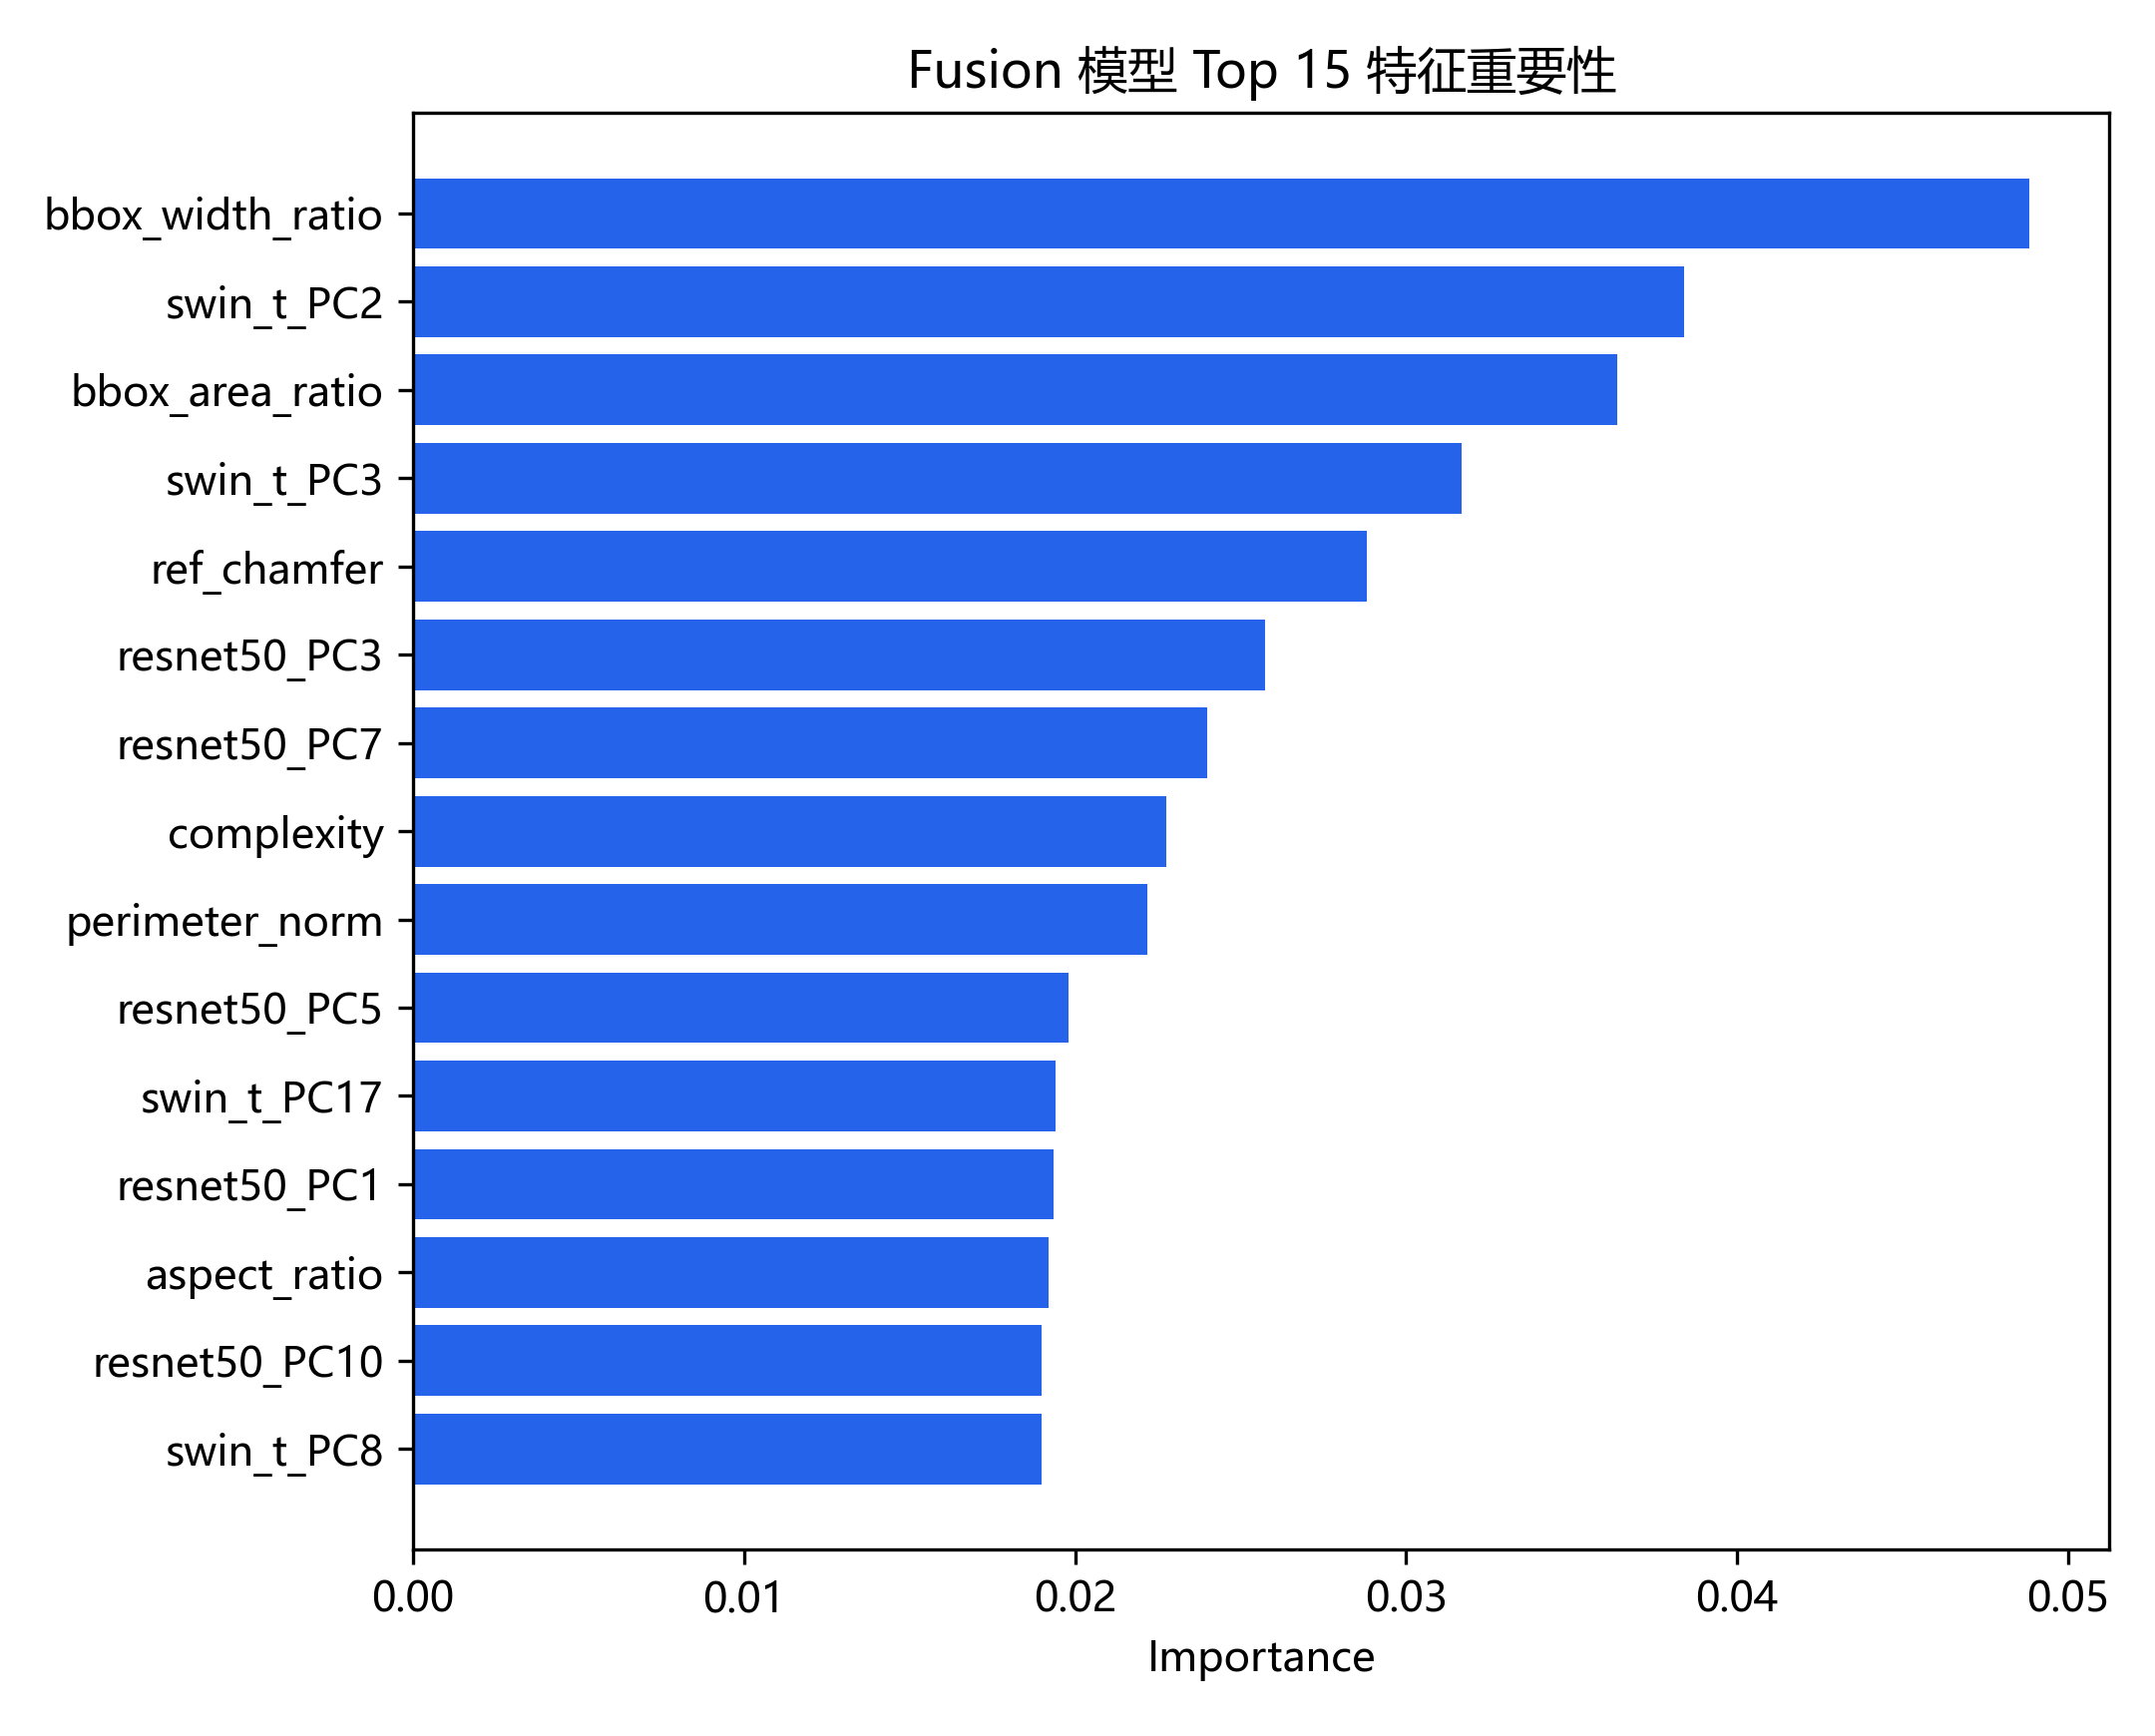 Fusion 模型 Top 15 特征重要性
bbox_width_ratio
swin_t_PC2
bbox_area_ratio
swin_t_PC3
ref_chamfer
resnet50_PC3
resnet50_PC7
complexity
perimeter_norm
resnet50_PC5
swin_t_PC17
resnet50_PC1
aspect_ratio
resnet50_PC10
swin_t_PC8
0.00 0.01 0.02 0.03 0.04 0.05
Importance